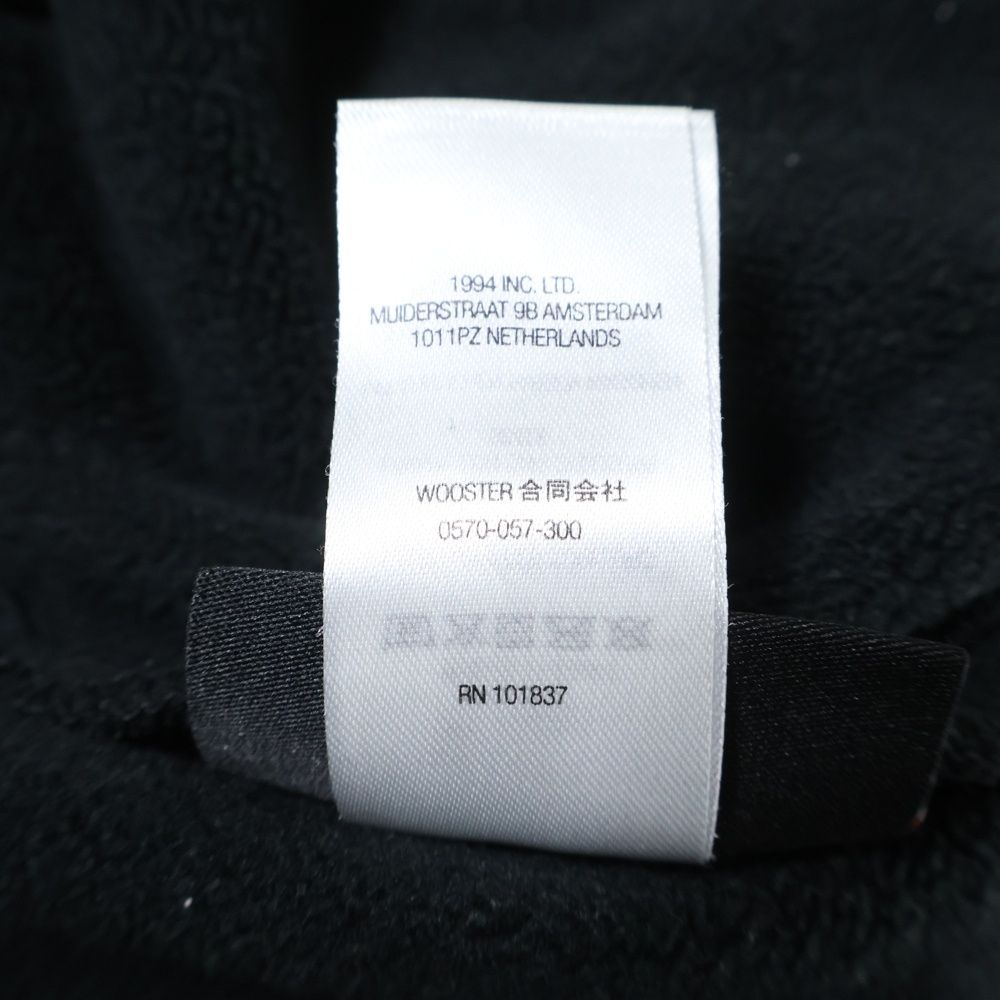 1994 INC. LTD.
MUIDERSTRAAT 9B AMSTERDAM
1011PZ NETHERLANDS
WOOSTER 合同会社
0570-057-300
RN 101837